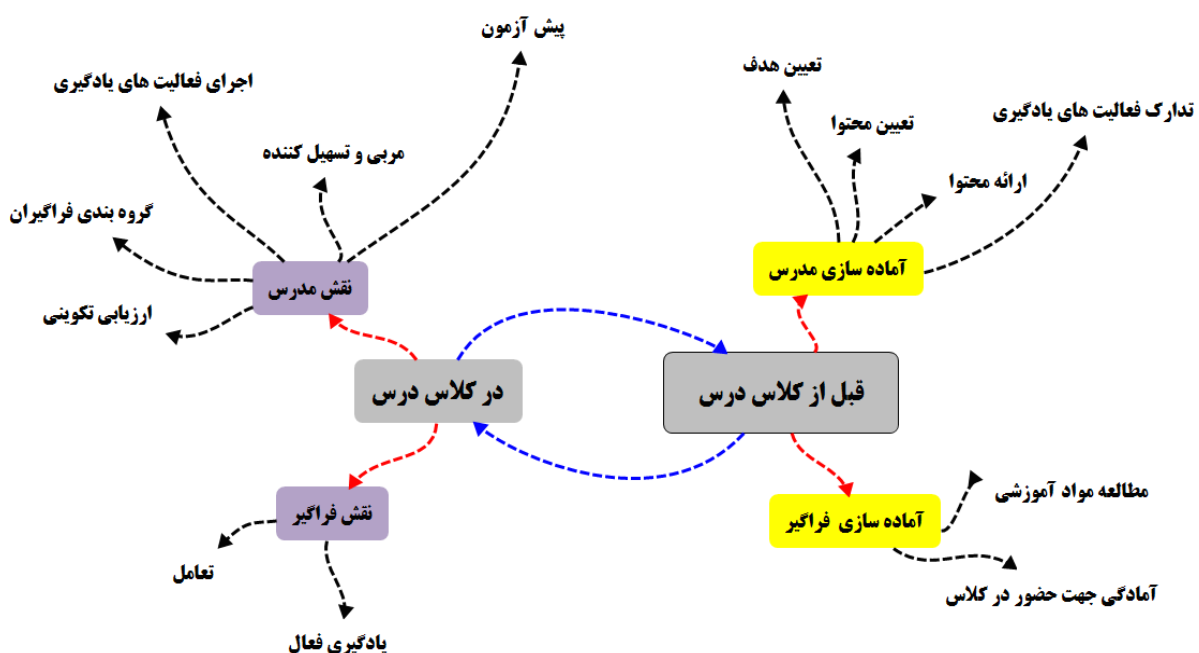 پیش آزمون
تعیین هدف
اجرای فعالیت های یادگیری
تدارک فعالیت های یادگیری
تعیین محتوا
مربی و تسهیل کننده
ارائه محتوا
گروه بندی فراگیران
آماده سازی مدرس
نقش مدرس
ارزیابی تکوینی
قبل از کلاس درس
در کلاس درس
مطالعه مواد آموزشی
آماده سازی فراگیر
نقش فراگیر
تعامل
آمادگی جهت حضور در کلاس
یادگیری فعال